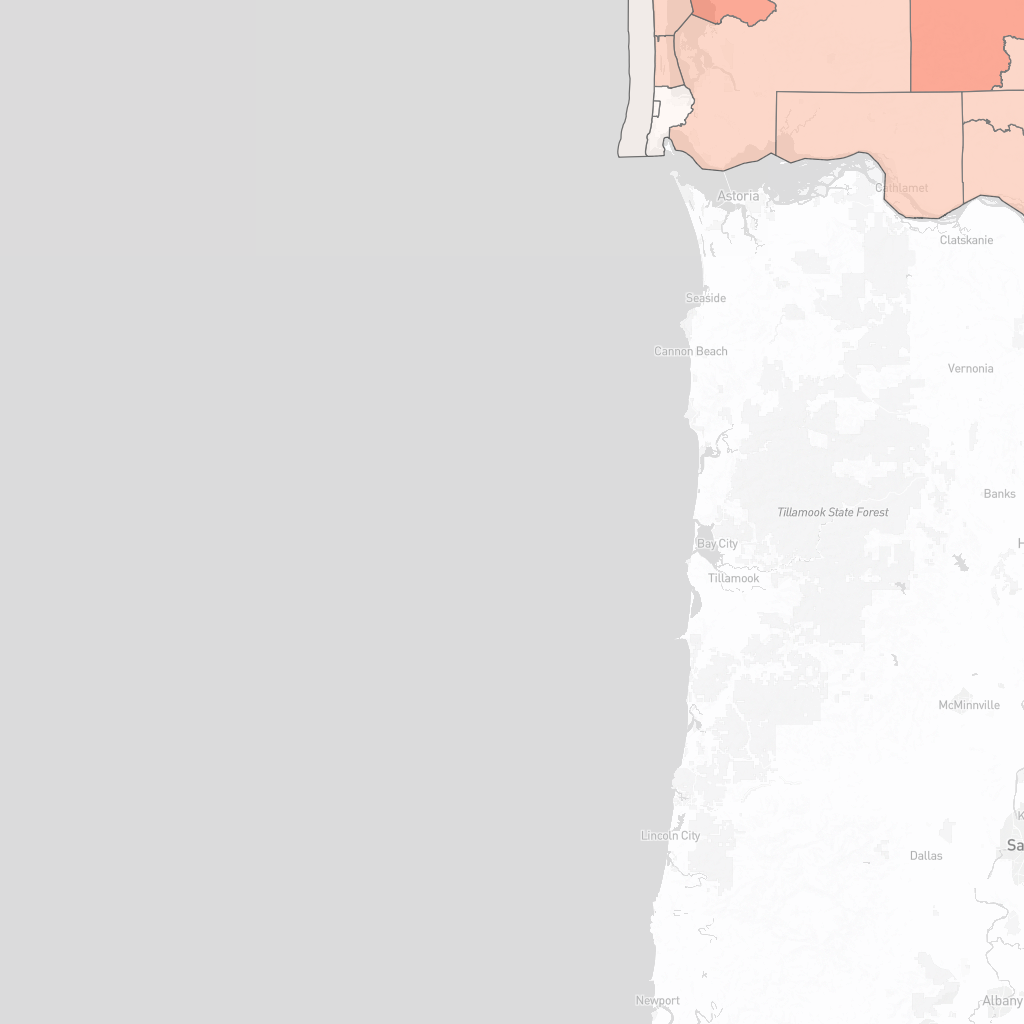 Astoria
Cathlamet
Clatskanie
Seaside
Cannon Beach
Vernonia
Banks
Tillamook State Forest
Bay City
H
Tillamook
McMinnville
K
Lincoln City
Sa
Dallas
Newport
Albany